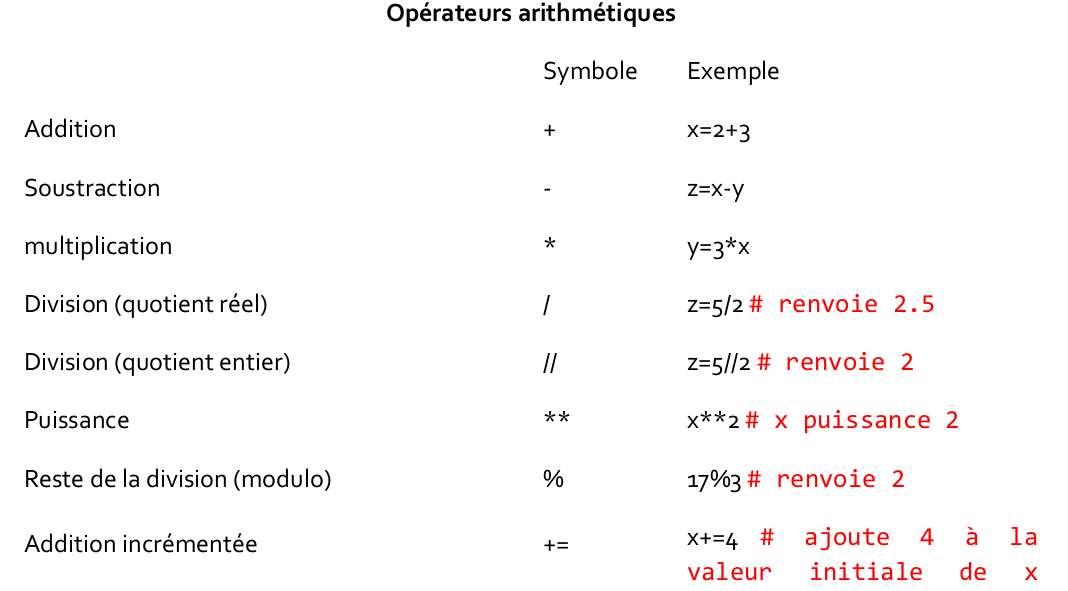 Opérateurs arithmétiques
Symbole Exemple
Addition + x=2+3
Soustraction - z=x-y
multiplication * y=3*x
Division (quotient réel) / z=5/2 # renvoie 2.5
Division (quotient entier) // z=5//2 # renvoie 2
Puissance ** x**2 # x puissance 2
Reste de la division (modulo) % 17%3 # renvoie 2
Addition incrémentée += x+=4 # ajoute 4 à la
valeur initiale de x